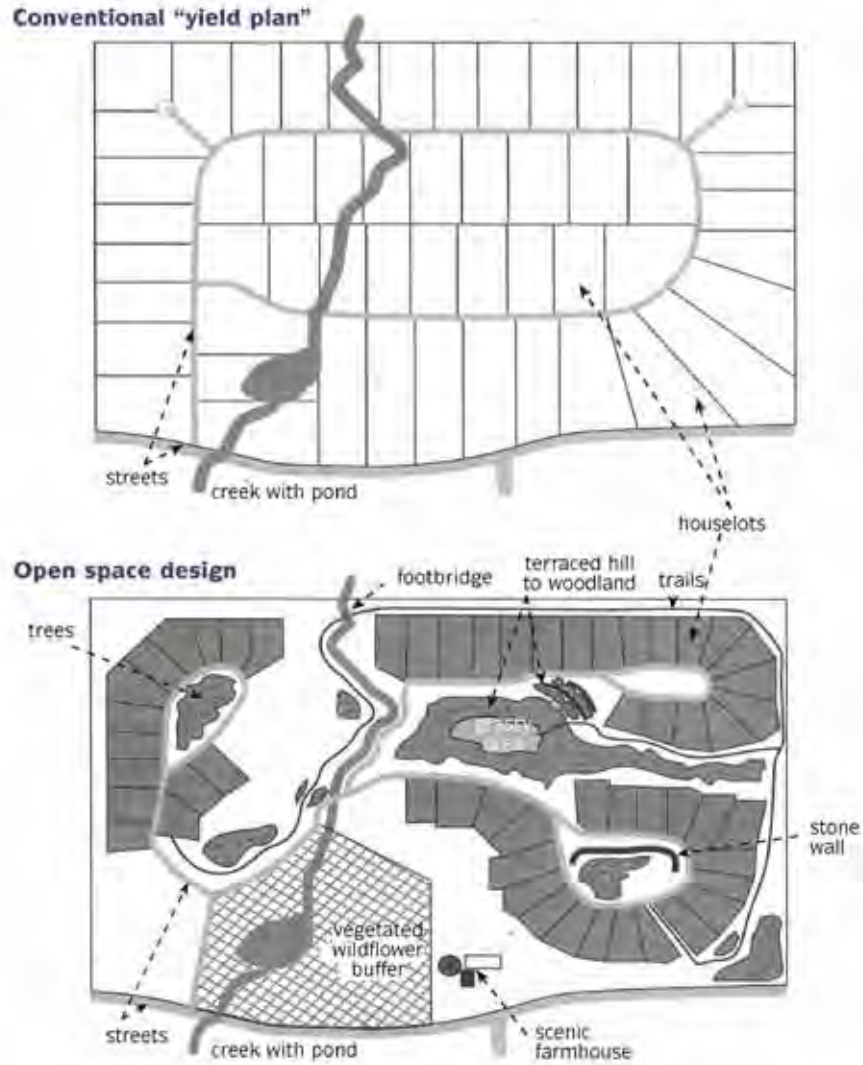 Conventional “yield plan”
streets
creek with pond
houselots
Open space design
footbridge
terraced hill
to woodland
trails
trees
stone
wall
vegetated
wildflower
buffer
streets
creek with pond
scenic
farmhouse